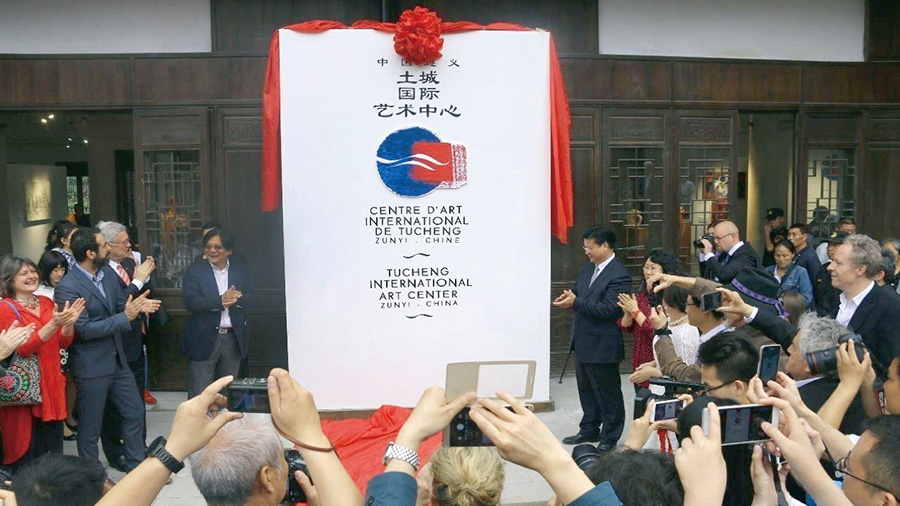 中国遵义
土城
国际
艺术中心
CENTRE D'ART
INTERNATIONAL
DE TUCHENG
ZUNYI . CHINE
TUCHENG
INTERNATIONAL
ART CENTER
ZUNYI . CHINA